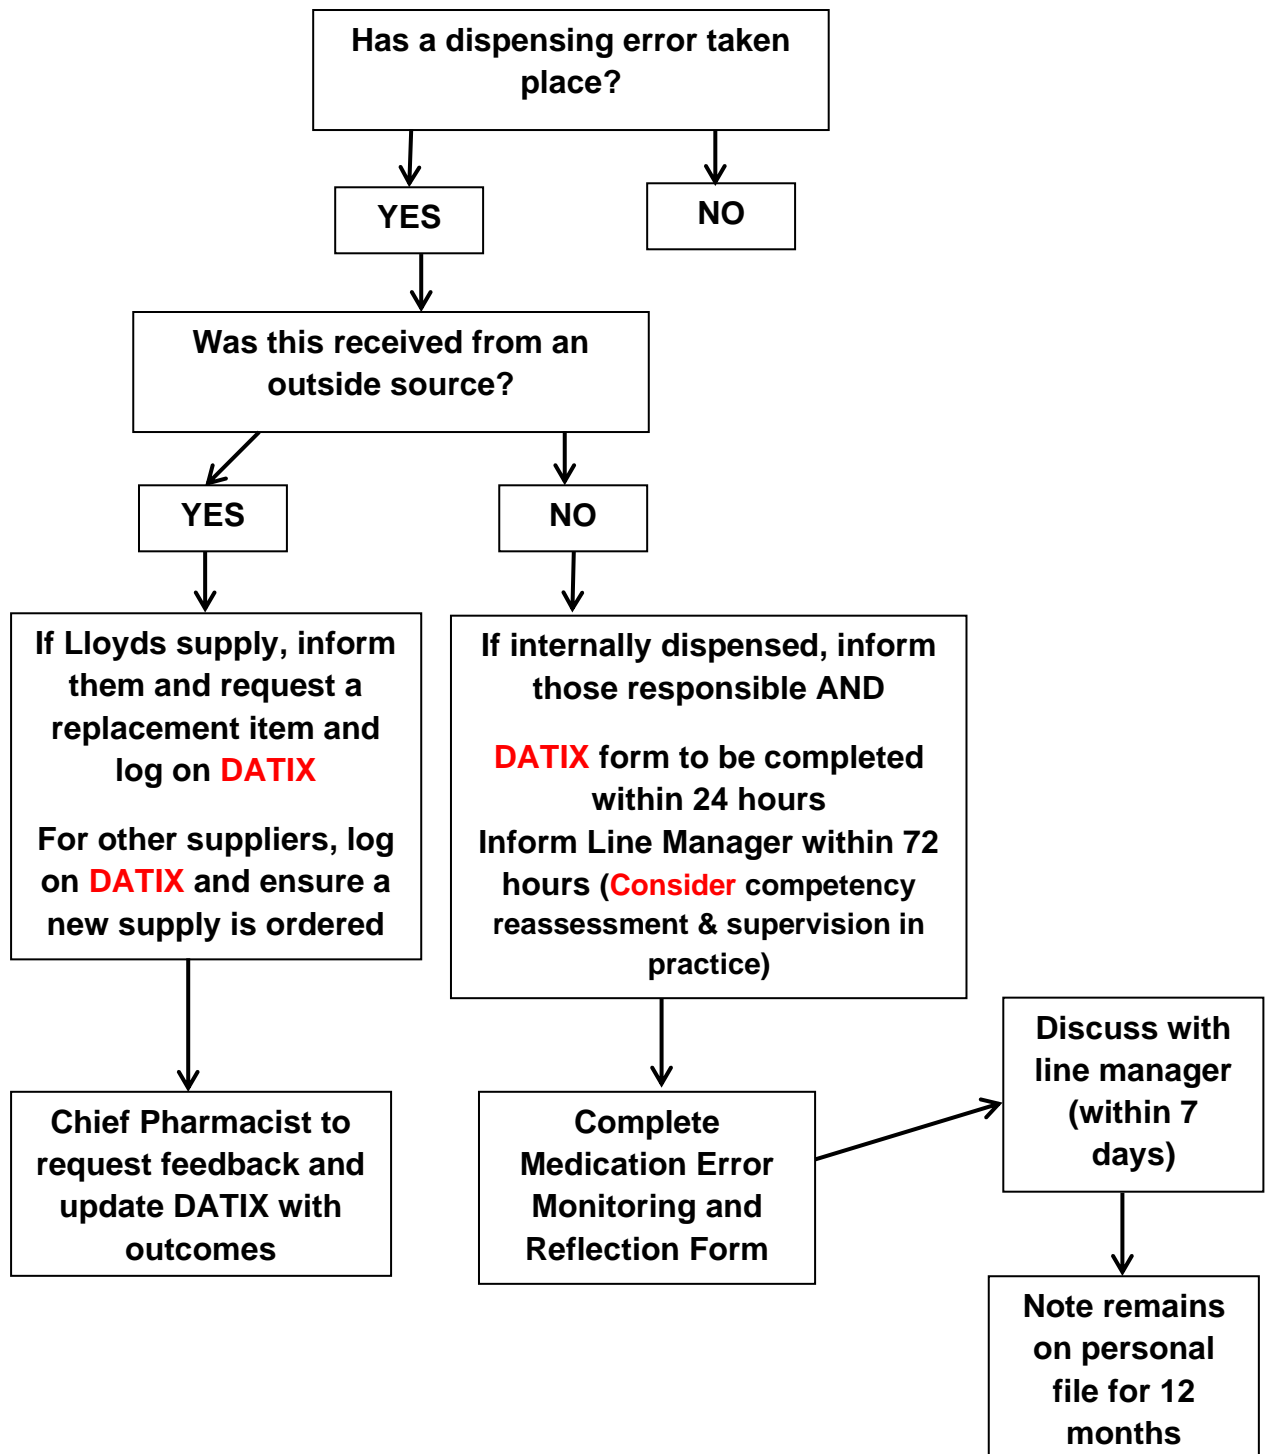 Has a dispensing error taken
place?
YES
NO
Was this received from an
outside source?
YES
NO
If Lloyds supply, inform
them and request a
replacement item and
log on DATIX
For other suppliers, log
on DATIX and ensure a
new supply is ordered
If internally dispensed, inform
those responsible AND
DATIX form to be completed
within 24 hours
Inform Line Manager within 72
hours (Consider competency
reassessment & supervision in
practice)
Chief Pharmacist to
request feedback and
update DATIX with
outcomes
Complete
Medication Error
Monitoring and
Reflection Form
Discuss with
line manager
(within 7
days)
Note remains
on personal
file for 12
months